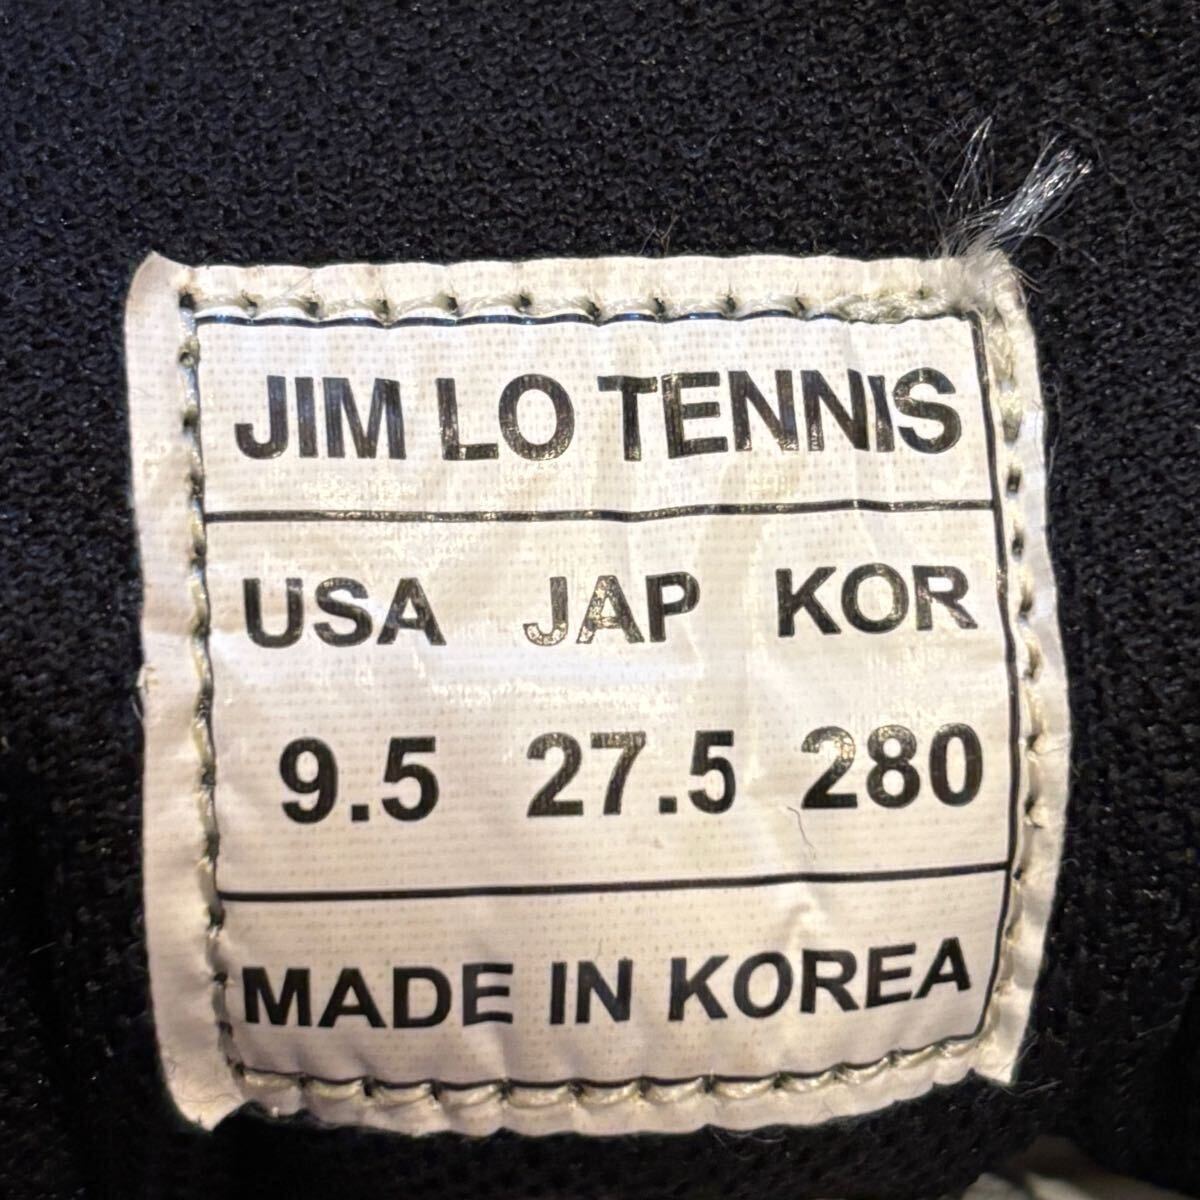 JIM LO TENNIS
USA JAP KOR
9.5 27.5 280
MADE IN KOREA